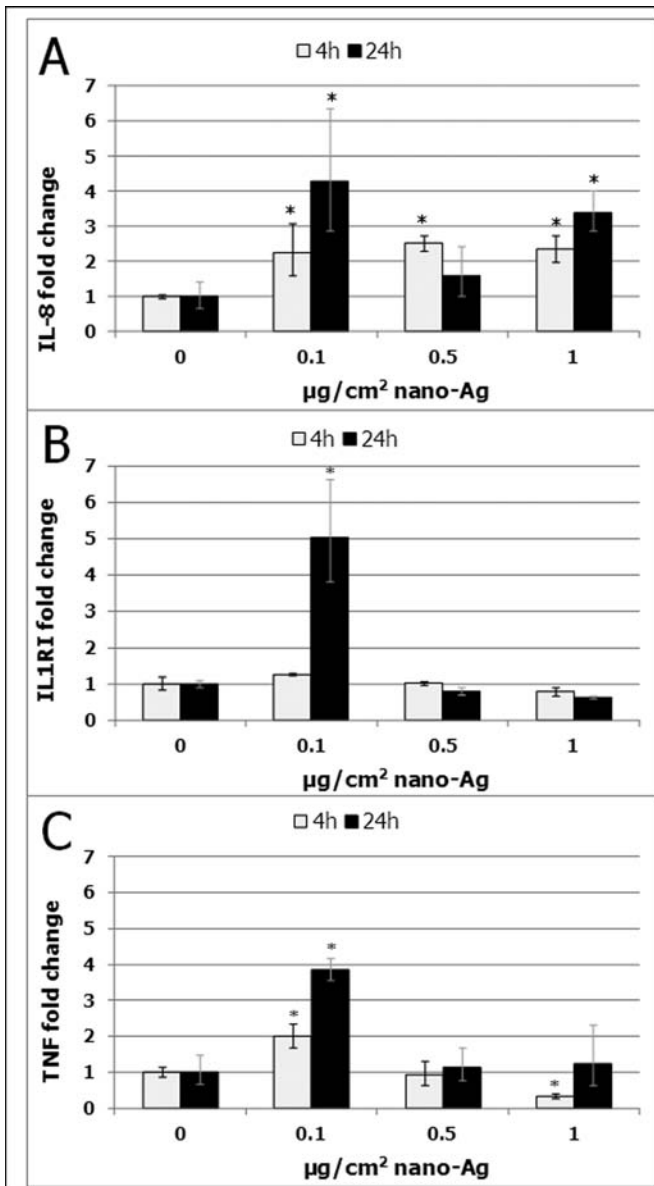 A
4h 24h
7
*
6
5
*
*
*
*
4
3
2
1
0
IL-8 fold change
0 0.1 0.5 1
µg/cm² nano-Ag
B
4h 24h
7
*
6
5
4
3
2
1
0
IL1RI fold change
0 0.1 0.5 1
µg/cm² nano-Ag
C
4h 24h
7
6
5
*
4
3
*
2
1
*
0
TNF fold change
0 0.1 0.5 1
µg/cm² nano-Ag